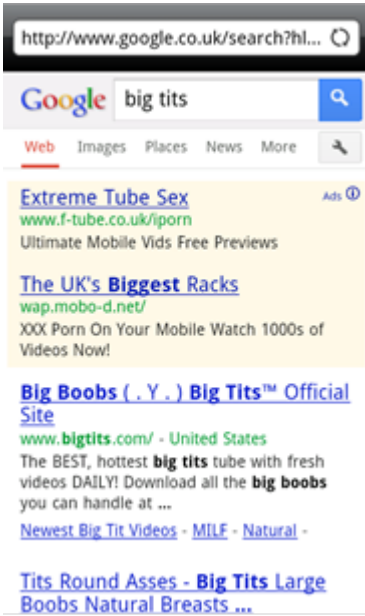 http://www.google.co.uk/search?hl...
Google big tits
Web Images Places News More
Extreme Tube Sex Ads
www.f-tube.co.uk/iporn
Ultimate Mobile Vids Free Previews
The UK's Biggest Racks
wap.mobo-d.net/
XXX Porn On Your Mobile Watch 1000s of
Videos Now!
Big Boobs ( . Y . ) Big Tits™ Official
Site
www.bigtits.com/ - United States
The BEST, hottest big tits tube with fresh
videos DAILY! Download all the big boobs
you can handle at ...
Newest Big Tit Videos - MILF - Natural -
Tits Round Asses - Big Tits Large
Boobs Natural Breasts ...